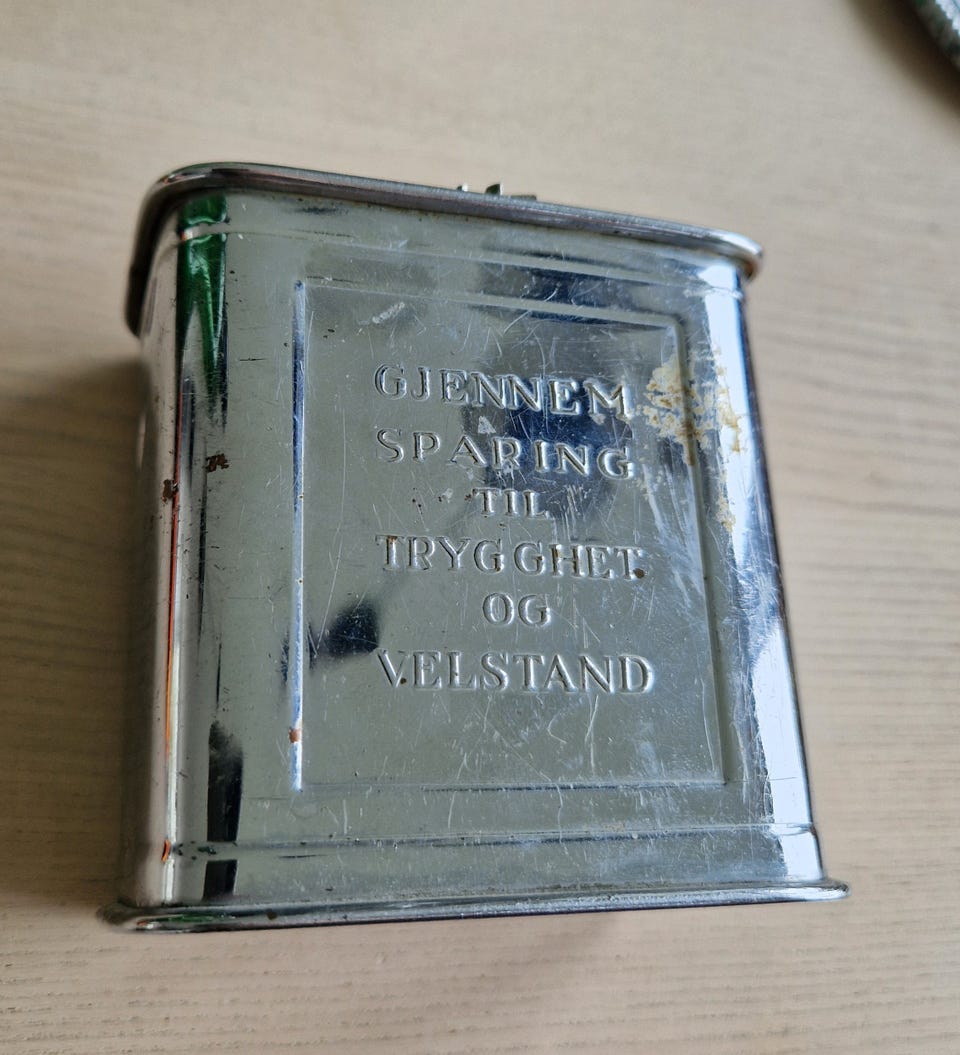 GJENNEM
SPARING
TIL
TRYGGHET
OG
VELSTAND